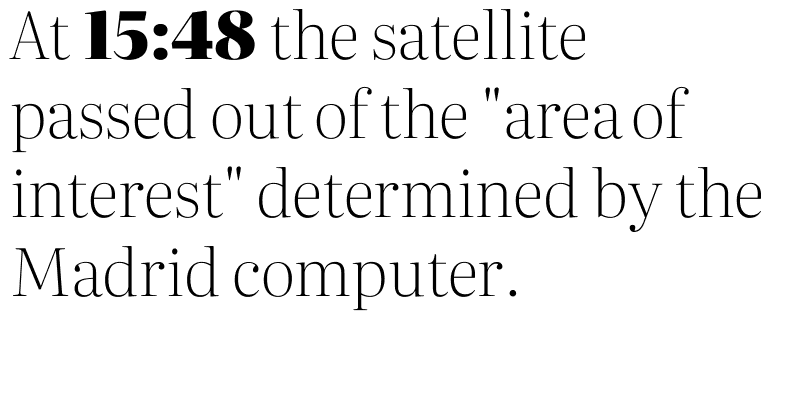 At 15:48 the satellite
passed out of the "area of
interest" determined by the
Madrid computer.